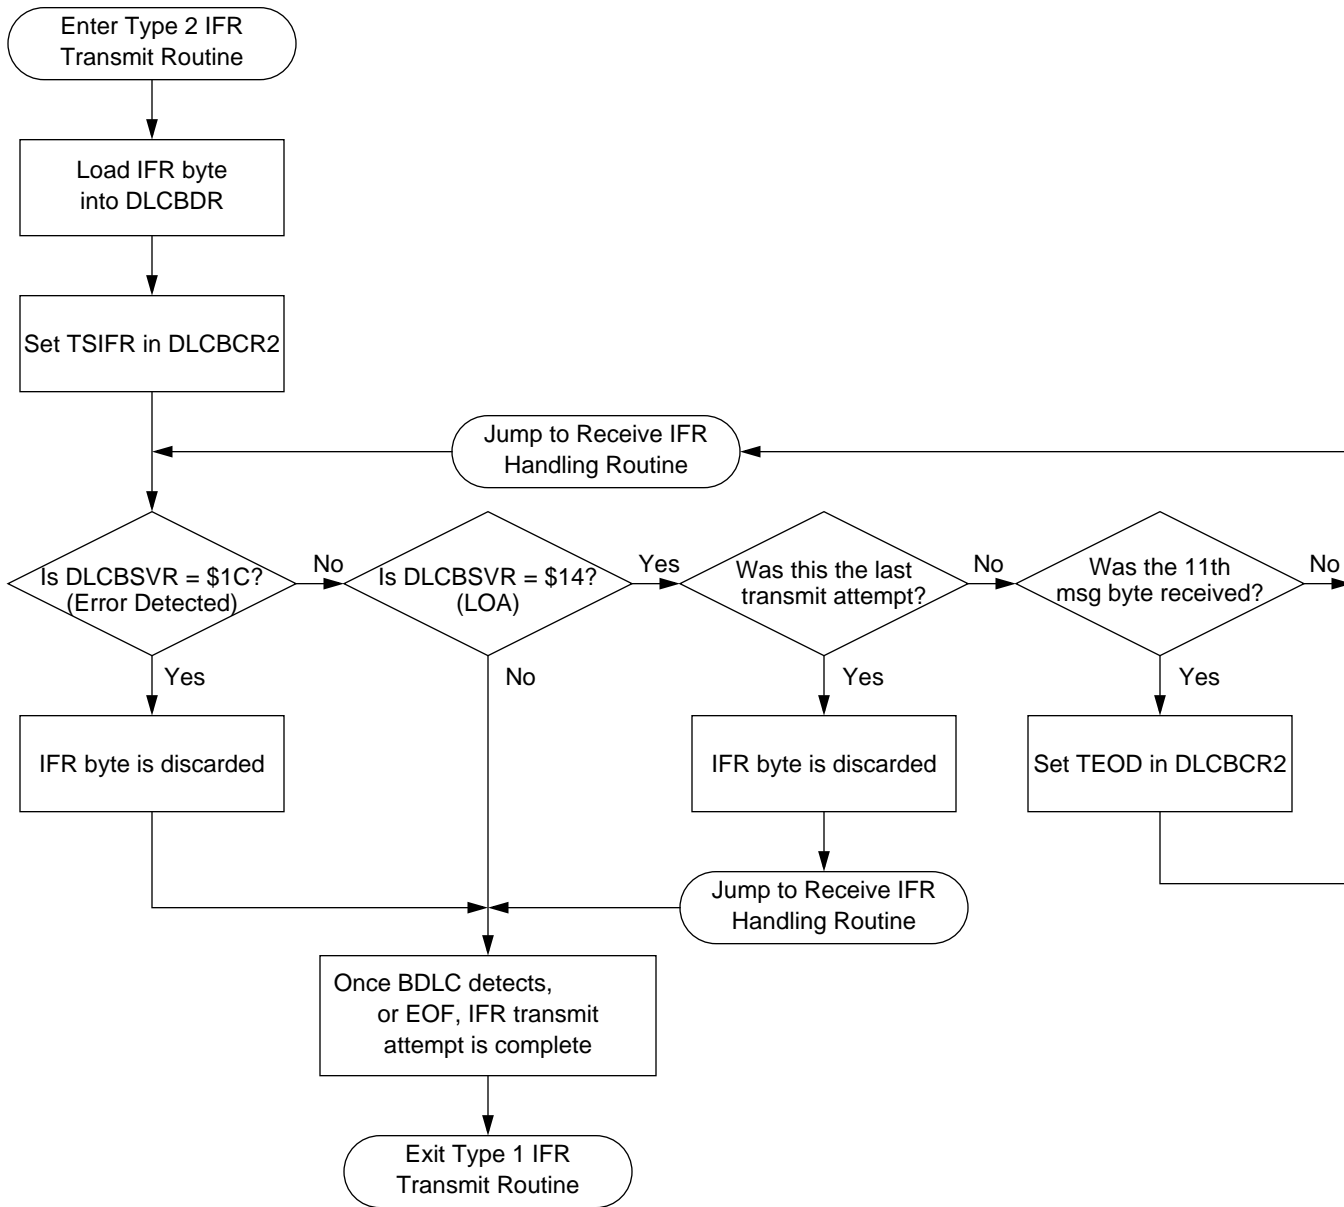 Enter Type 2 IFR
Transmit Routine
Load IFR byte
into DLCBDR
Set TSIFR in DLCBCR2
Jump to Receive IFR
Handling Routine
Is DLCBSVR = $1C?
(Error Detected)
No
Is DLCBSVR = $14?
(LOA)
Yes
Was this the last
transmit attempt?
No
Was the 11th
msg byte received?
No
Yes
No
Yes
Yes
IFR byte is discarded
IFR byte is discarded
Set TEOD in DLCBCR2
Jump to Receive IFR
Handling Routine
Once BDLC detects,
or EOF, IFR transmit
attempt is complete
Exit Type 1 IFR
Transmit Routine